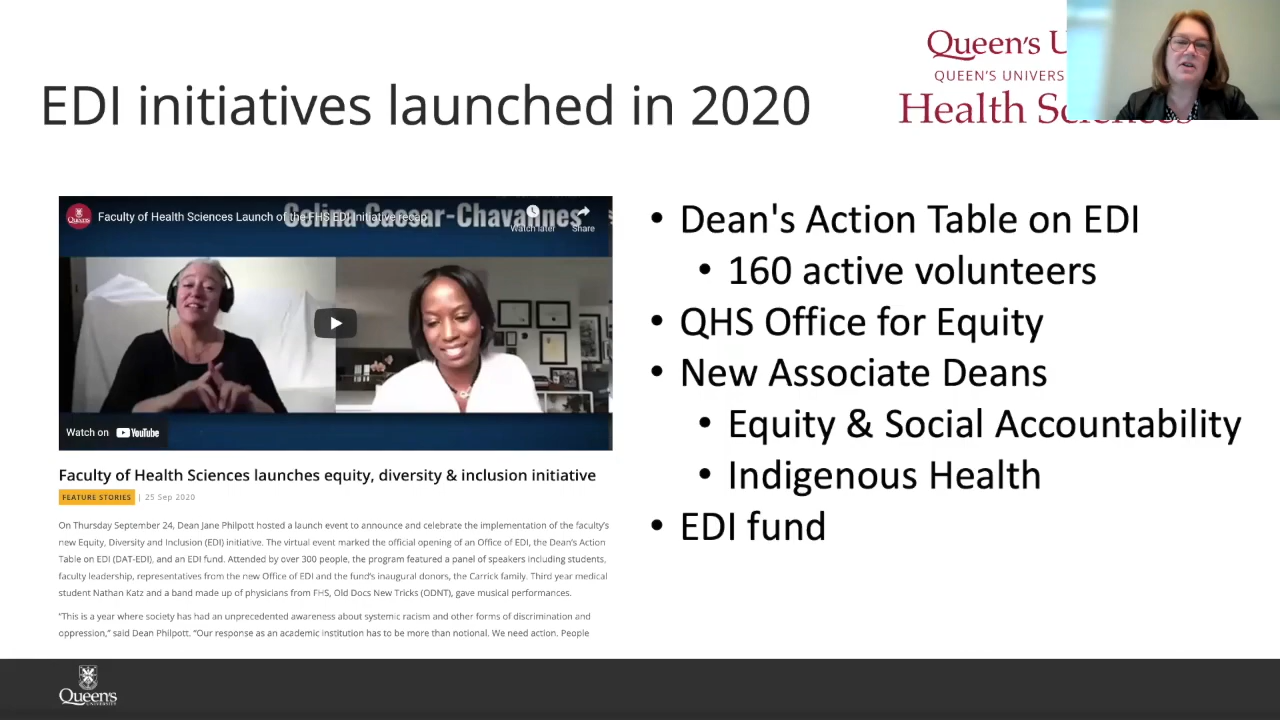 EDI initiatives launched in 2020
Queen's U
QUEEN'S UNIVERS
Health Sciences
Faculty of Health Sciences Launch of the FHS EDI Initiative recap
Celina Caesar-Chavannes
Watch later
Share
Watch on YouTube
Faculty of Health Sciences launches equity, diversity & inclusion initiative
FEATURE STORIES | 25 Sep 2020
On Thursday September 24, Dean Jane Philpott hosted a launch event to announce and celebrate the implementation of the faculty's
new Equity, Diversity and Inclusion (EDI) initiative. The virtual event marked the official opening of an Office of EDI, the Dean's Action
Table on EDI (DAT-EDI), and an EDI fund. Attended by over 300 people, the program featured a panel of speakers including students,
faculty leadership, representatives from the new Office of EDI and the fund's inaugural donors, the Carrick family. Third year medical
student Nathan Katz and a band made up of physicians from FHS, Old Docs New Tricks (ODNT), gave musical performances.
"This is a year where society has had an unprecedented awareness about systemic racism and other forms of discrimination and
oppression," said Dean Philpott. "Our response as an academic institution has to be more than notional. We need action. People
• Dean's Action Table on EDI
• 160 active volunteers
• QHS Office for Equity
• New Associate Deans
• Equity & Social Accountability
• Indigenous Health
• EDI fund
Queen's
UNIVERSITY